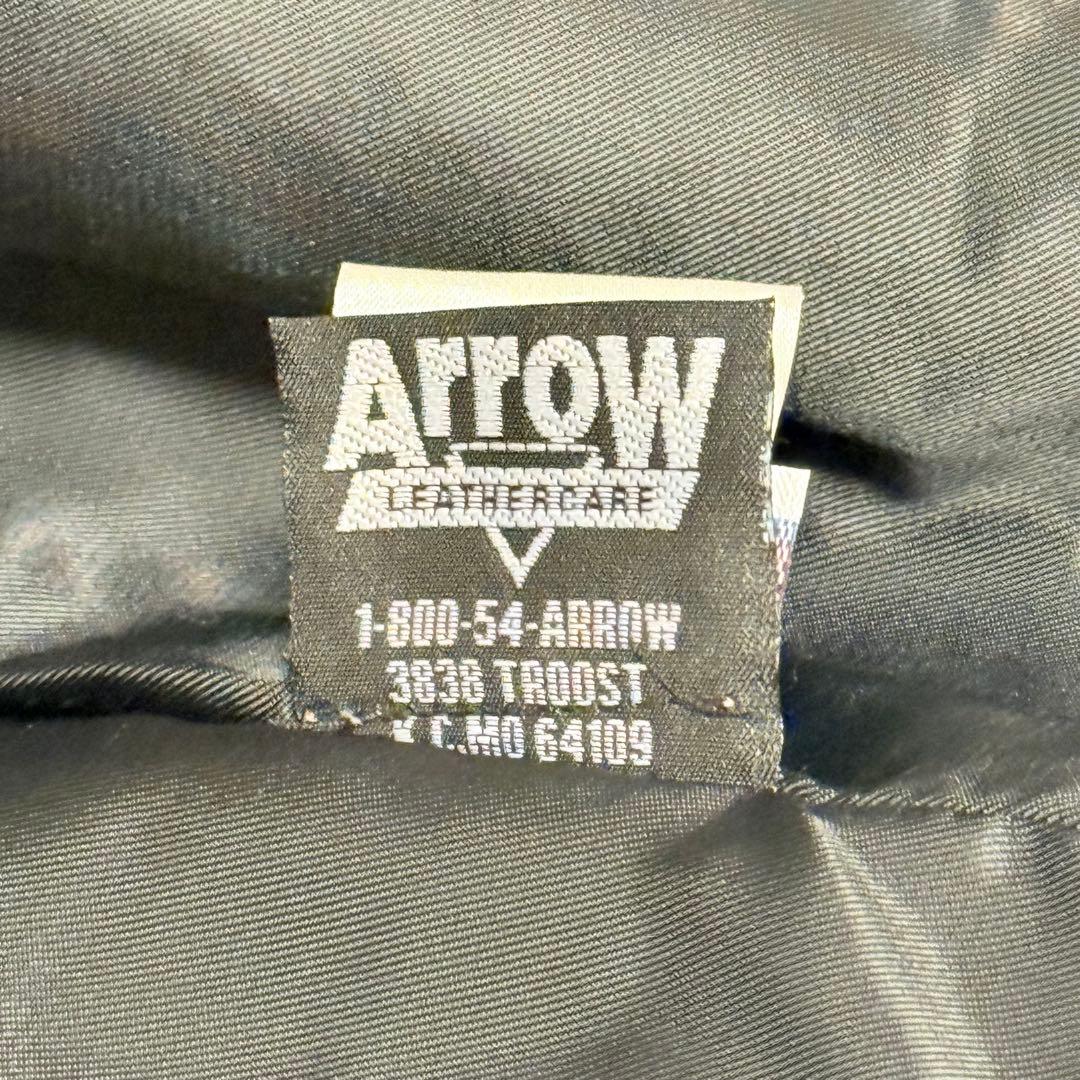 Arrow
LEATHERCARE
1-800-54-ARROW
3838 TROOST
K.C.MO 64109